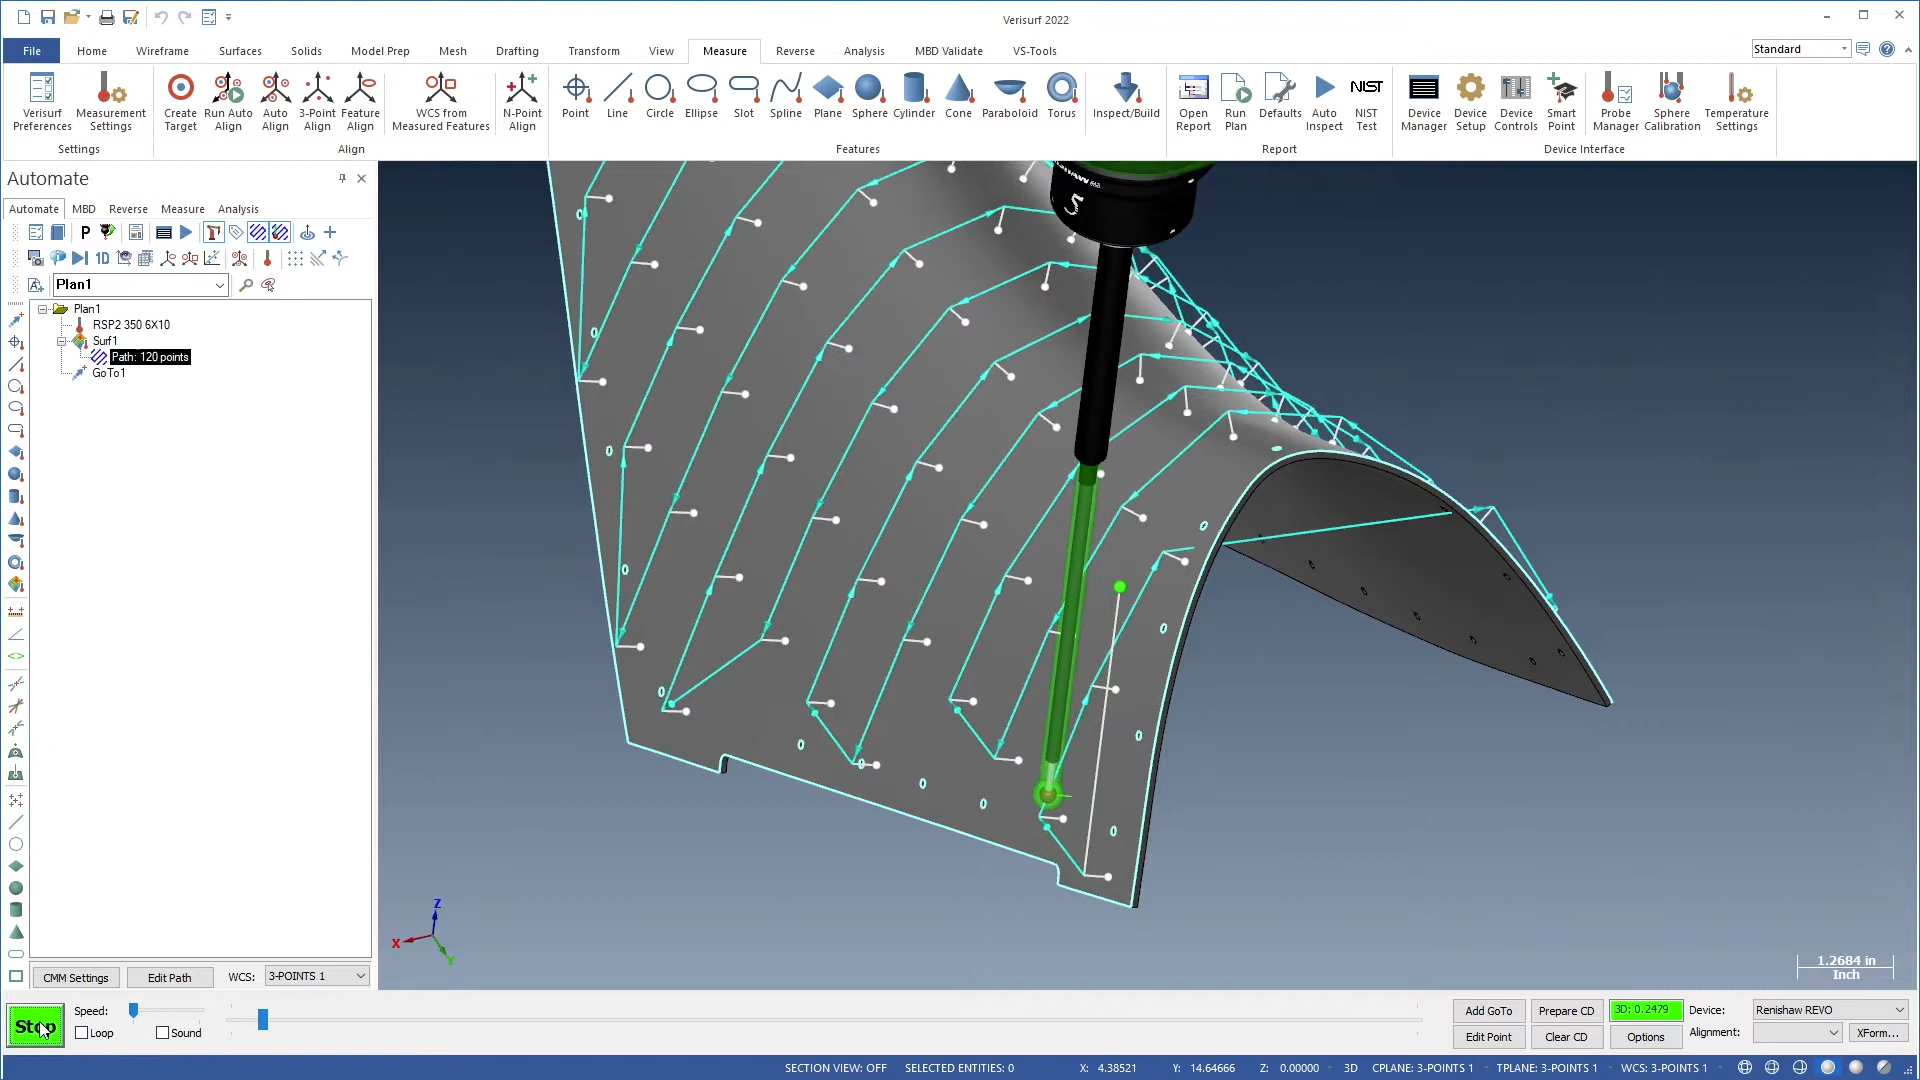 Verisurf 2022
File Home Wireframe Surfaces Solids Model Prep Mesh Drafting Transform View Measure Reverse Analysis MBD Validate VS-Tools Standard
Verisurf Preferences Measurement Settings Create Target Run Auto Align Auto Align 3-Point Align Feature Align WCS from Measured Features N-Point Align Point Line Circle Ellipse Slot Spline Plane Sphere Cylinder Cone Paraboloid Torus Inspect/Build Open Report Run Plan Defaults Auto Inspect NIST NIST Test Device Manager Device Setup Device Controls Smart Point Probe Manager Sphere Calibration Temperature Settings
Settings Align Features Report Device Interface
Automate
Automate MBD Reverse Measure Analysis
P
1D
Plan1
Plan1
RSP2 350 6X10
Surf1
Path: 120 points
GoTo1
5
Z
X
Y
1.2684 in
Inch
CMM Settings Edit Path WCS: 3-POINTS 1
Stop Speed: Add GoTo Prepare CD 3D: 0.2479 Device: Renishaw REVO
Loop Sound Edit Point Clear CD Options Alignment: XForm...
SECTION VIEW: OFF SELECTED ENTITIES: 0 X: 4.38521 Y: 14.64666 Z: 0.00000 3D CPLANE: 3-POINTS 1 TPLANE: 3-POINTS 1 WCS: 3-POINTS 1